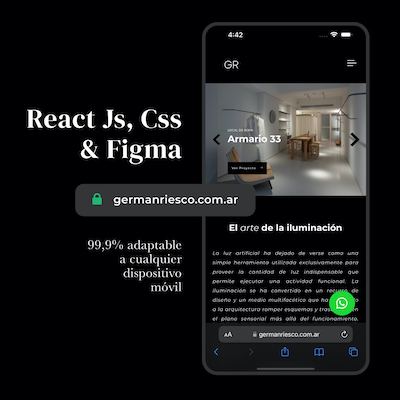 React Js, Css
& Figma
germanriesco.com.ar
99,9% adaptable
a cualquier
dispositivo
móvil
4:42
GR
LOCAL DE ROPA
Armario 33
Ver Proyecto
El arte de la iluminación
La luz artificial ha dejado de verse como una
simple herramienta utilizada exclusivamente para
proveer la cantidad de luz indispensable que
permite ejecutar una actividad funcional. La
iluminación se ha convertido en un recurso de
diseño y un medio multifacético que ha
a la arquitectura romper esquemas y
el plano sensorial más allá del funcionamiento.
AA germanriesco.com.ar